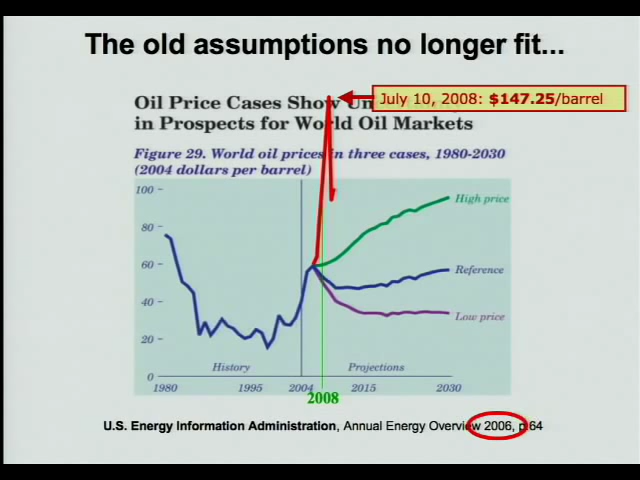 The old assumptions no longer fit...
July 10, 2008: $147.25/barrel
Oil Price Cases Show Un
in Prospects for World Oil Markets
Figure 29. World oil prices in three cases, 1980-2030
(2004 dollars per barrel)
100
80
60
40
20
0
High price
Reference
Low price
History
Projections
1980
1995
2004
2015
2030
2008
U.S. Energy Information Administration, Annual Energy Overview 2006, p 64